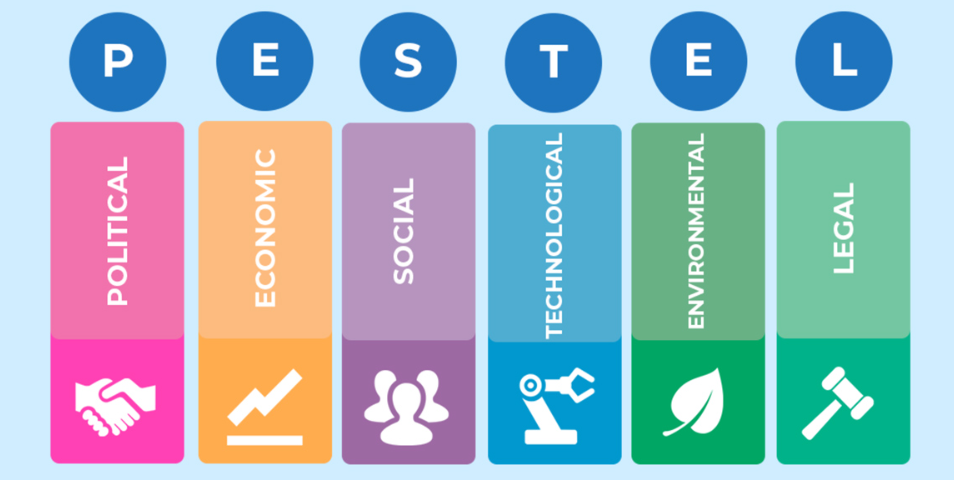 P E S T E L
POLITICAL
ECONOMIC
SOCIAL
TECHNOLOGICAL
ENVIRONMENTAL
LEGAL